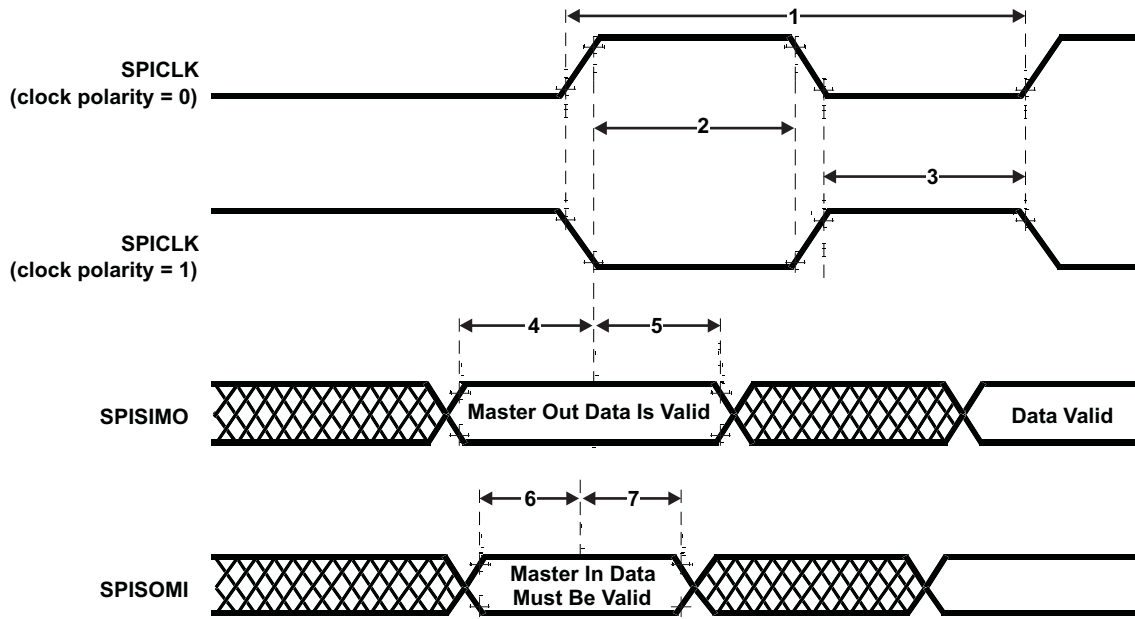 1
SPICLK
(clock polarity = 0)
2
3
SPICLK
(clock polarity = 1)
4
5
SPISIMO
Master Out Data Is Valid
Data Valid
6
7
SPISOMI
Master In Data
Must Be Valid